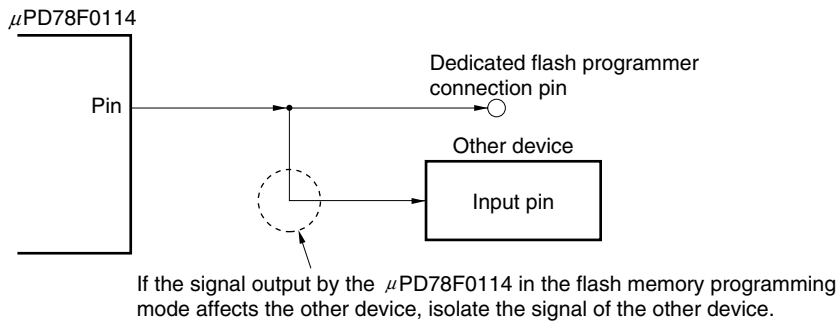 μPD78F0114
Dedicated flash programmer
connection pin
Pin
Other device
Input pin
If the signal output by the μPD78F0114 in the flash memory programming
mode affects the other device, isolate the signal of the other device.